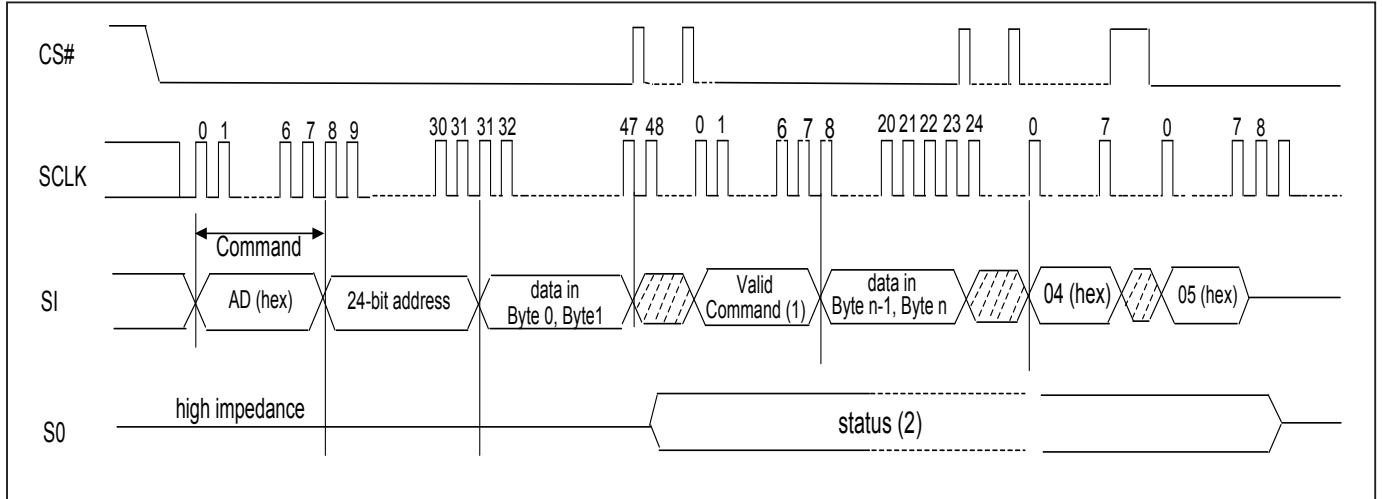 CS#
0 1 6 7 8 9 30 31 31 32 47 48 0 1 6 7 8 20 21 22 23 24 0 7 0 7 8
SCLK
Command
SI
AD (hex)
24-bit address
data in
Byte 0, Byte1
Valid
Command (1)
data in
Byte n-1, Byte n
04 (hex)
05 (hex)
high impedance
S0
status (2)